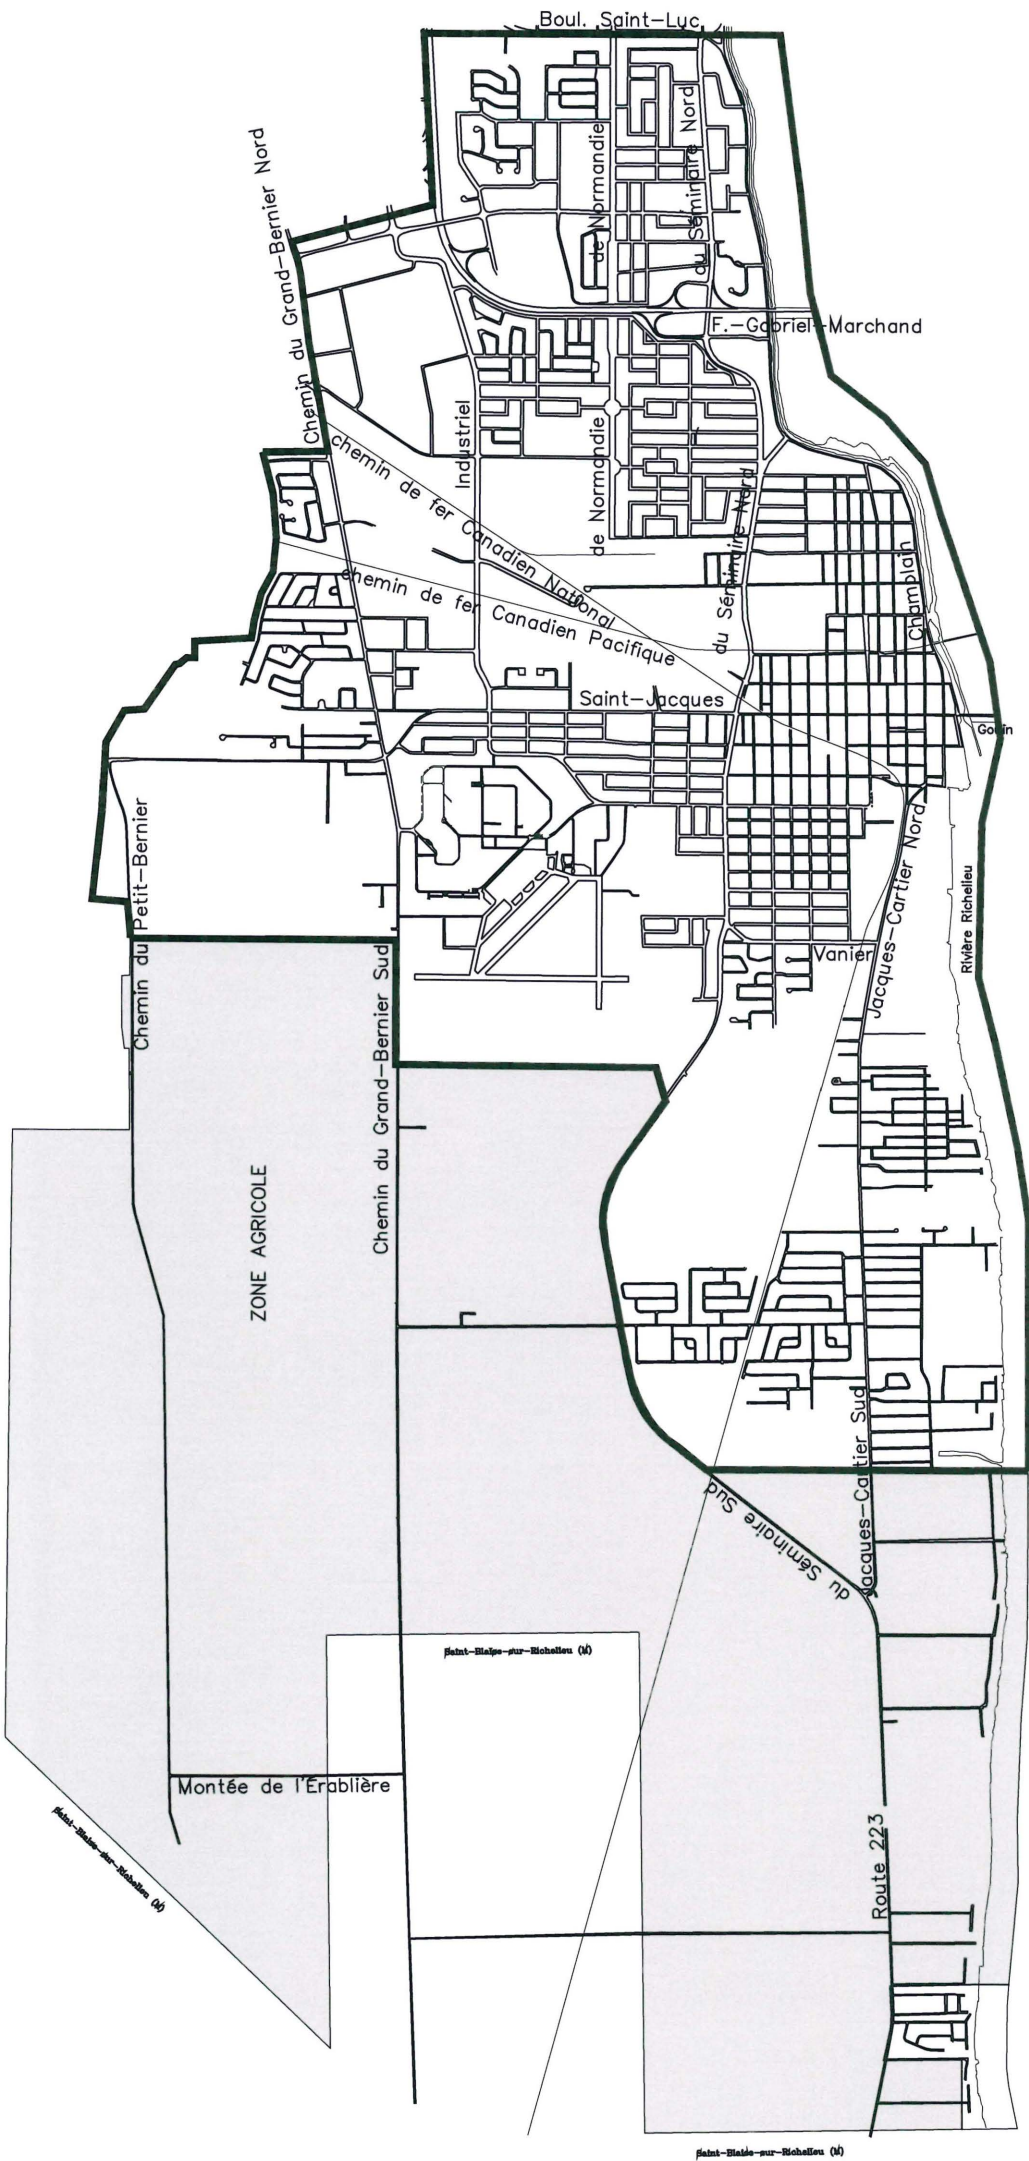 Boul. Saint-Luc
Chemin du Grand-Bernier Nord
de Normandie
du Séminaire Nord
F.-Gabriel-Marchand
Industriel
de Normandie
du Séminaire Nord
chemin de fer Canadien National
chemin de fer Canadien Pacifique
Champlain
Saint-Jacques
Gouin
Chemin du Petit-Bernier
Jacques-Cartier Nord
Rivière Richelieu
Vanier
Chemin du Grand-Bernier Sud
ZONE AGRICOLE
Jacques-Cartier Sud
du Séminaire Sud
Saint-Blaise-sur-Richelieu (M)
Montée de l'Érablière
Saint-Blaise-sur-Richelieu (M)
Route 223
Saint-Blaise-sur-Richelieu (M)